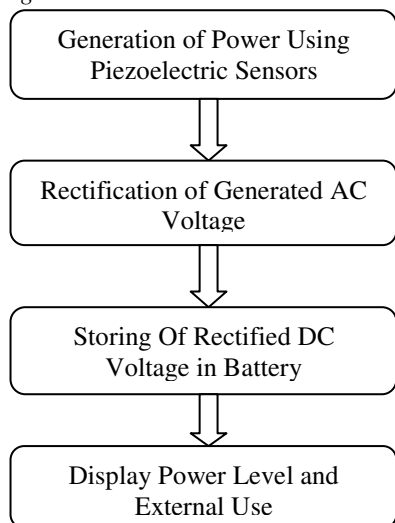 Generation of Power Using
Piezoelectric Sensors
Rectification of Generated AC
Voltage
Storing Of Rectified DC
Voltage in Battery
Display Power Level and
External Use